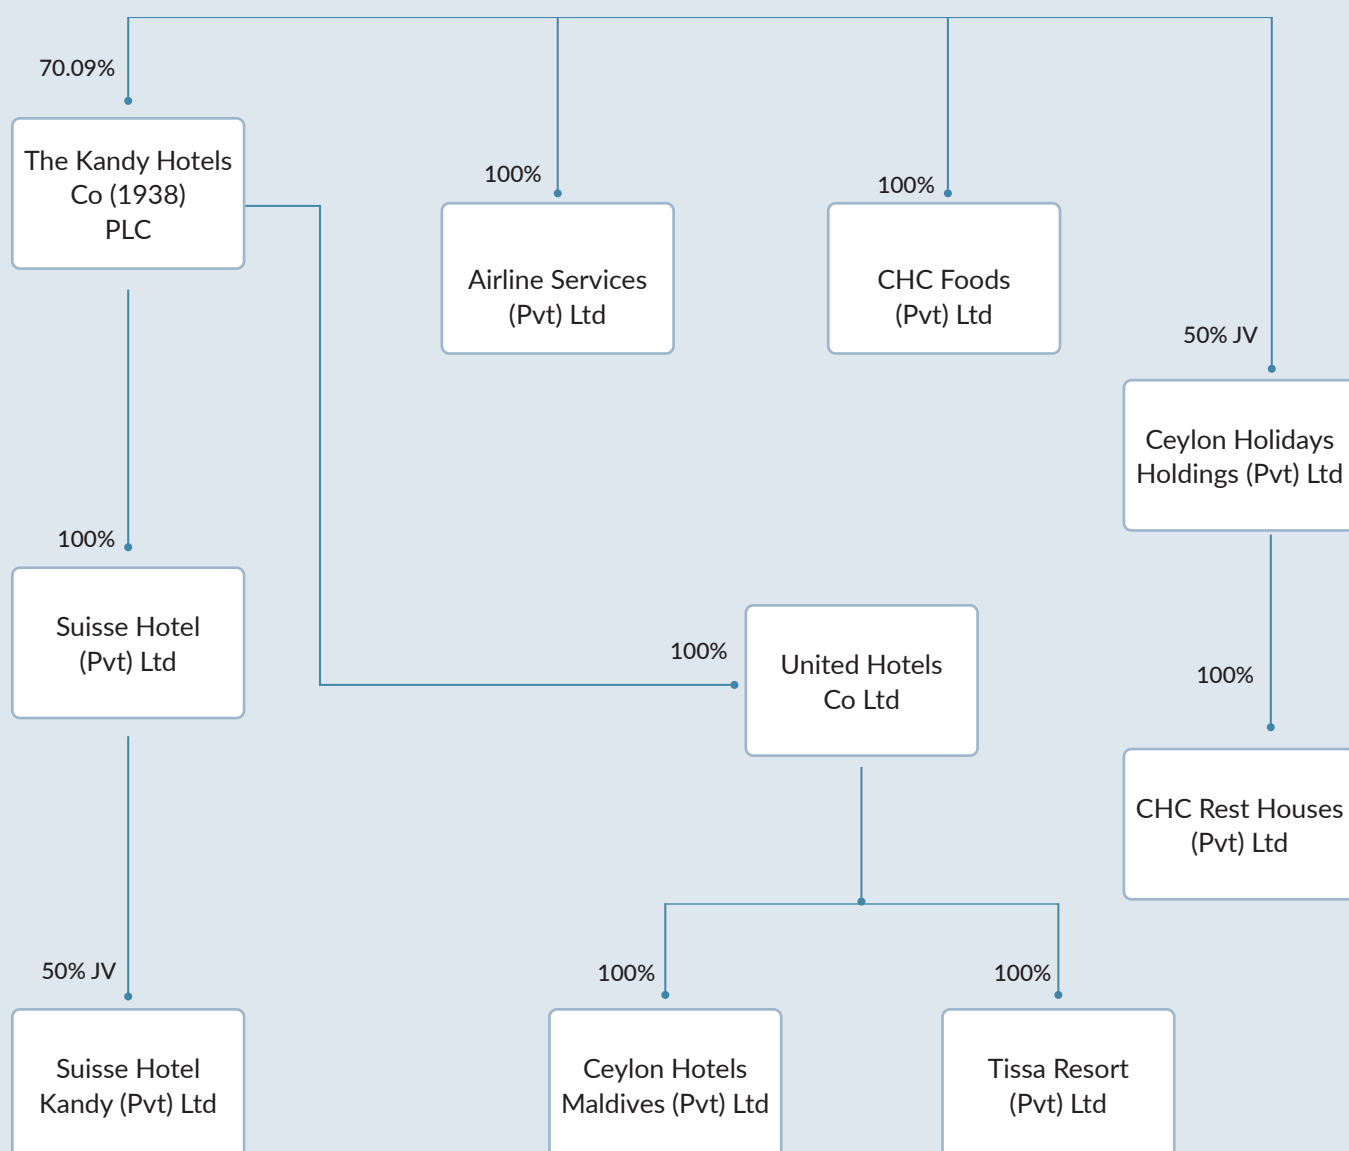 70.09%
The Kandy Hotels
Co (1938)
PLC
100%
Airline Services
(Pvt) Ltd
100%
CHC Foods
(Pvt) Ltd
50% JV
Ceylon Holidays
Holdings (Pvt) Ltd
100%
Suisse Hotel
(Pvt) Ltd
100%
United Hotels
Co Ltd
100%
CHC Rest Houses
(Pvt) Ltd
50% JV
Suisse Hotel
Kandy (Pvt) Ltd
100%
Ceylon Hotels
Maldives (Pvt) Ltd
100%
Tissa Resort
(Pvt) Ltd